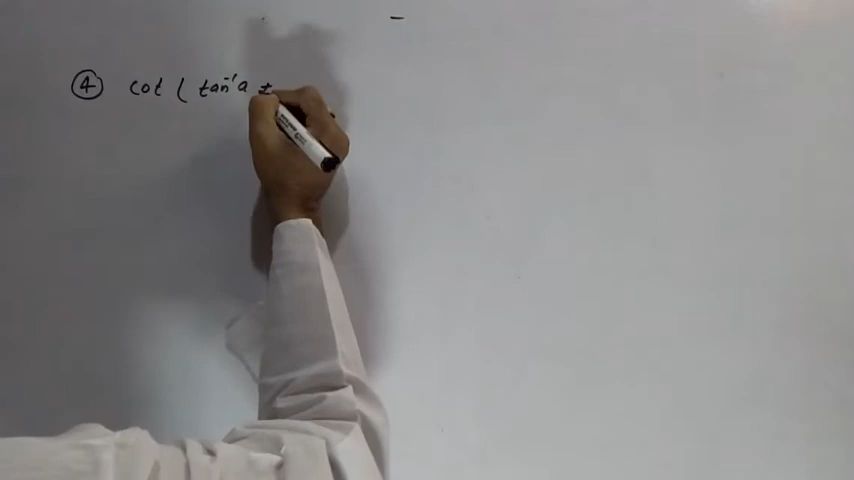 ④ cot ( tan⁻¹a +